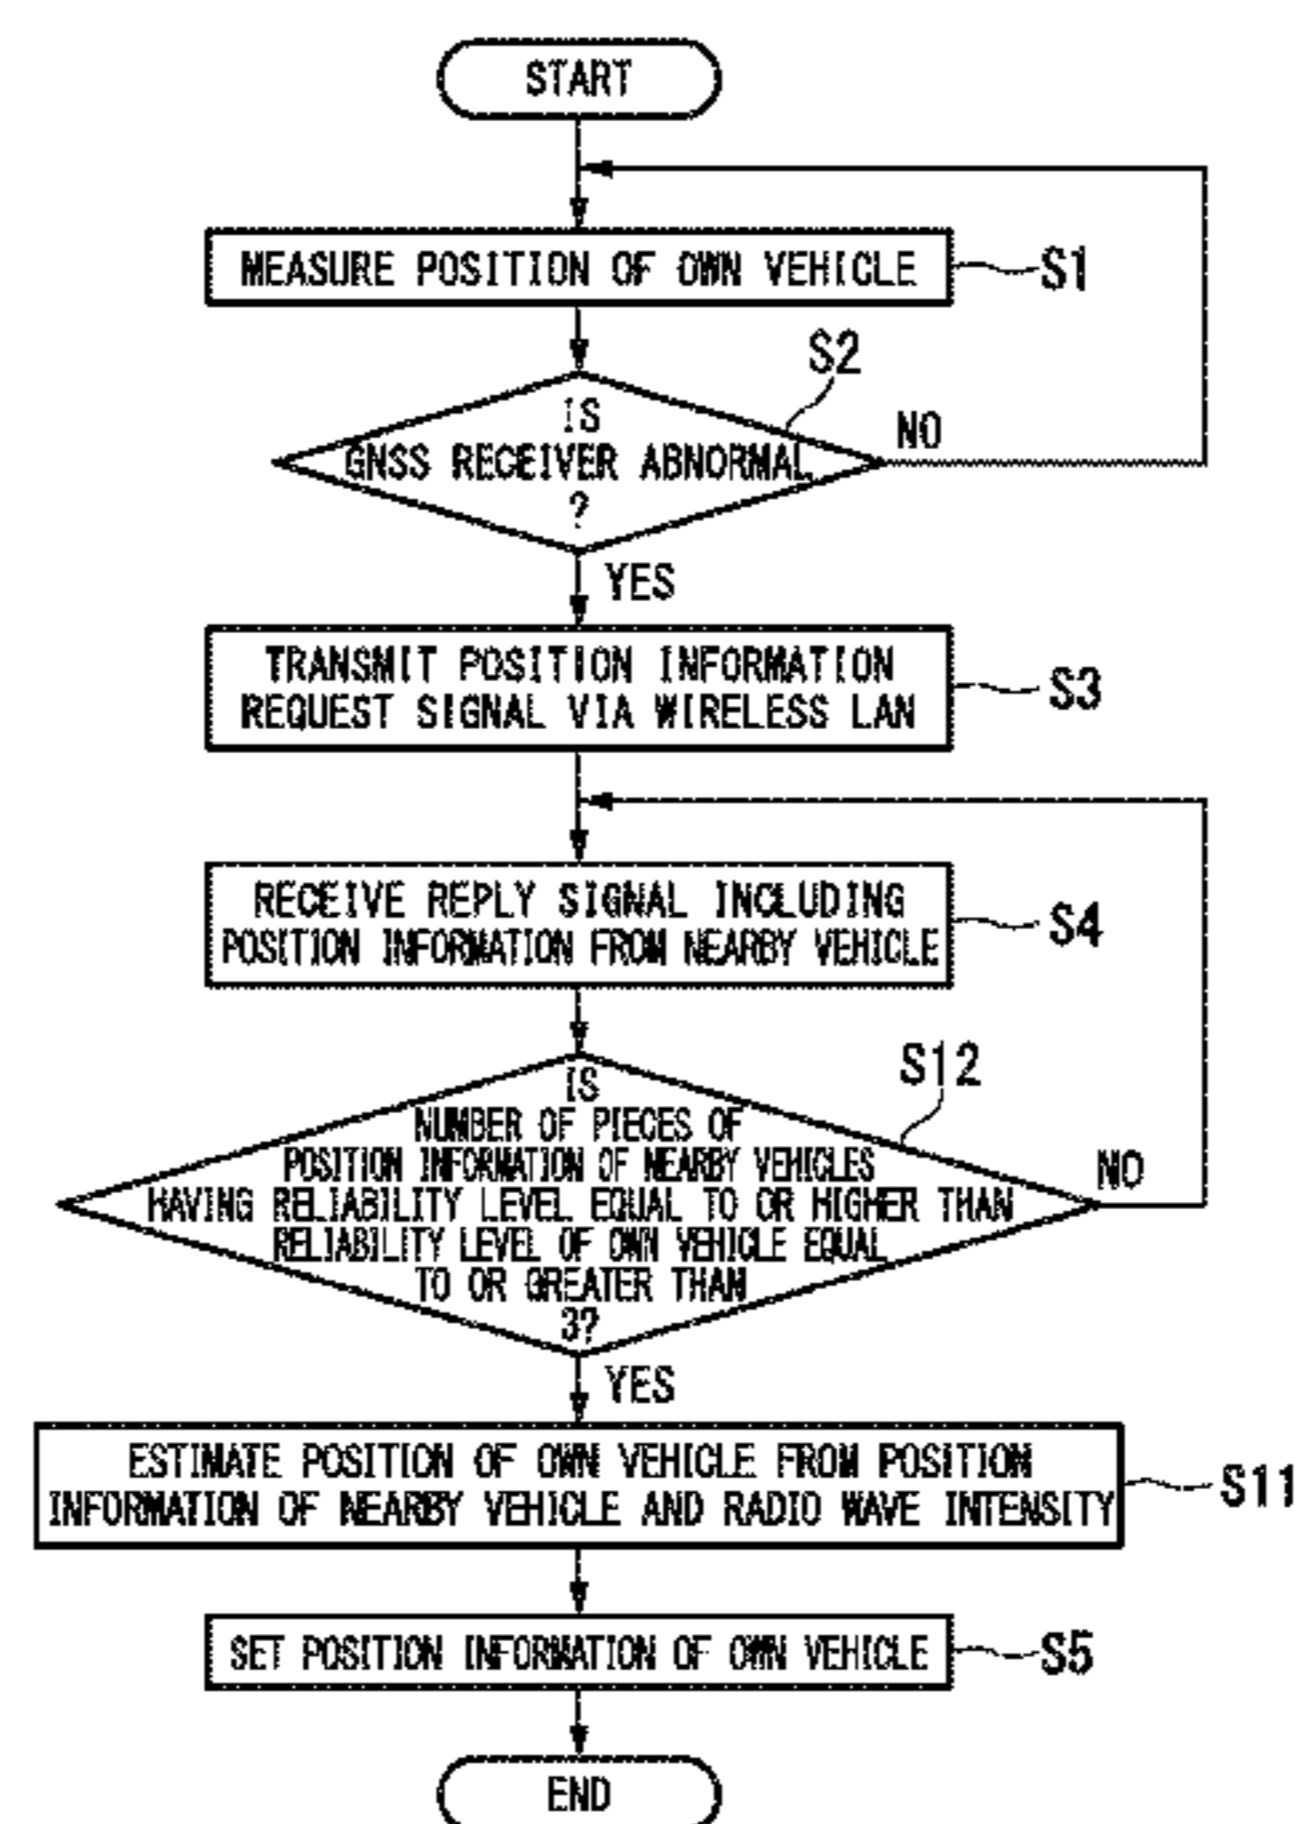 START
MEASURE POSITION OF OWN VEHICLE
S1
S2
IS
GNSS RECEIVER ABNORMAL
?
NO
YES
TRANSMIT POSITION INFORMATION
REQUEST SIGNAL VIA WIRELESS LAN
S3
RECEIVE REPLY SIGNAL INCLUDING
POSITION INFORMATION FROM NEARBY VEHICLE
S4
S12
IS
NUMBER OF PIECES OF
POSITION INFORMATION OF NEARBY VEHICLES
HAVING RELIABILITY LEVEL EQUAL TO OR HIGHER THAN
RELIABILITY LEVEL OF OWN VEHICLE EQUAL
TO OR GREATER THAN
3?
NO
YES
ESTIMATE POSITION OF OWN VEHICLE FROM POSITION
INFORMATION OF NEARBY VEHICLE AND RADIO WAVE INTENSITY
S11
SET POSITION INFORMATION OF OWN VEHICLE
S5
END